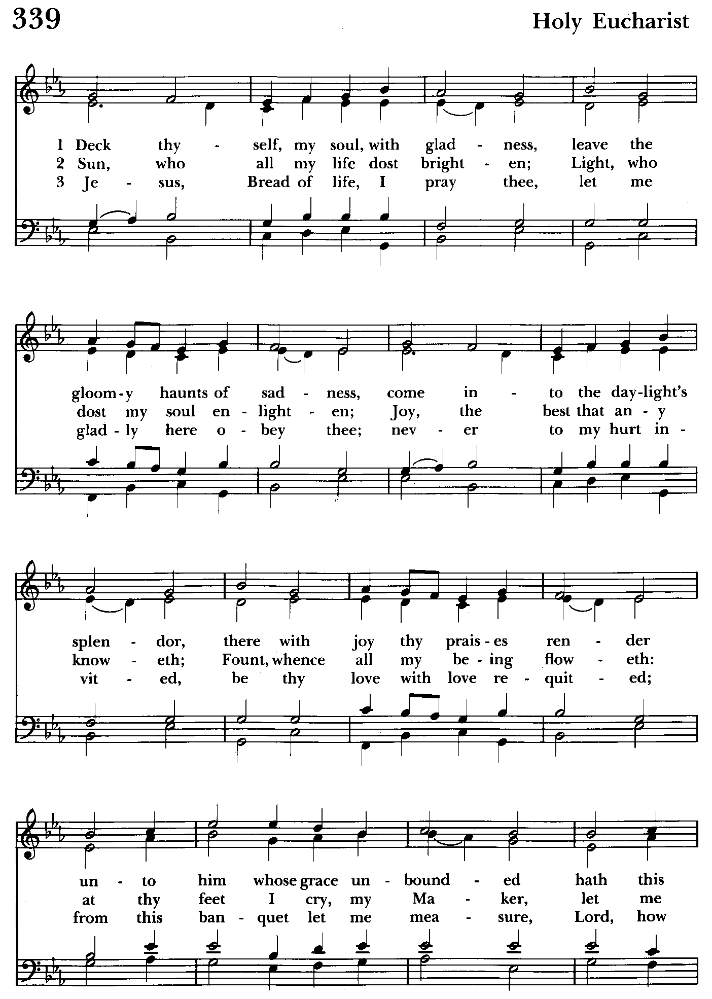 339 Holy Eucharist
1 Deck thy - self, my soul, with glad - ness, leave the
2 Sun, who all my life dost bright - en; Light, who
3 Je - sus, Bread of life, I pray thee, let me
gloom - y haunts of sad - ness, come in - to the day - light's
dost my soul en - light - en; Joy, the best that an - y
glad - ly here o - bey thee; nev - er to my hurt in -
splen - dor, there with joy thy prais - es ren - der
know - eth; Fount, whence all my be - ing flow - eth:
vit - ed, be thy love with love re - quit - ed;
un - to him whose grace un - bound - ed hath this
at thy feet I cry, my Ma - ker, let me
from this ban - quet let me mea - sure, Lord, how